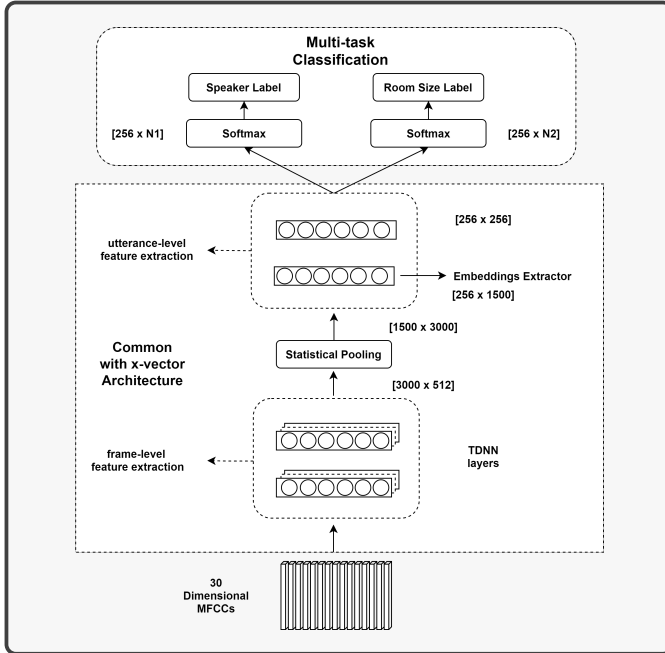 Multi-task
Classification
Speaker Label
Room Size Label
[256 x N1]
Softmax
Softmax
[256 x N2]
[256 x 256]
utterance-level
feature extraction
Embeddings Extractor
[256 x 1500]
[1500 x 3000]
Common
with x-vector
Architecture
Statistical Pooling
[3000 x 512]
frame-level
feature extraction
TDNN
layers
30
Dimensional
MFCCs